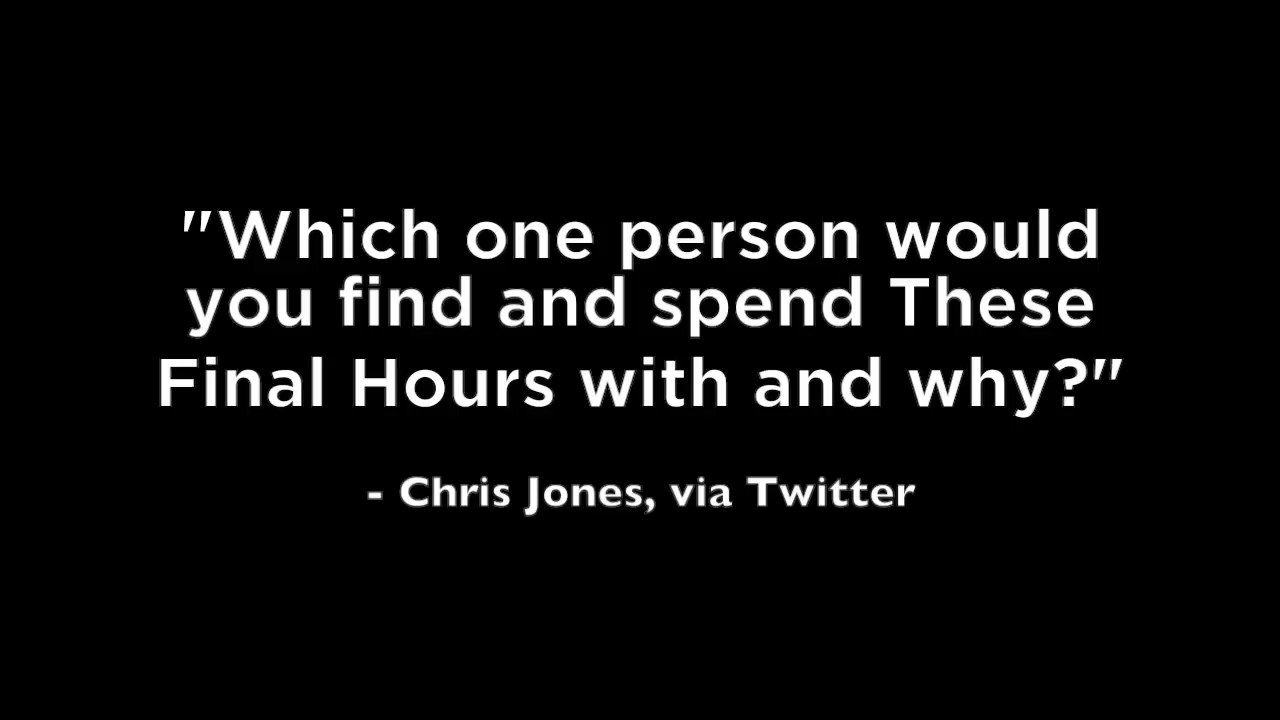 "Which one person would
you find and spend These
Final Hours with and why?"
- Chris Jones, via Twitter